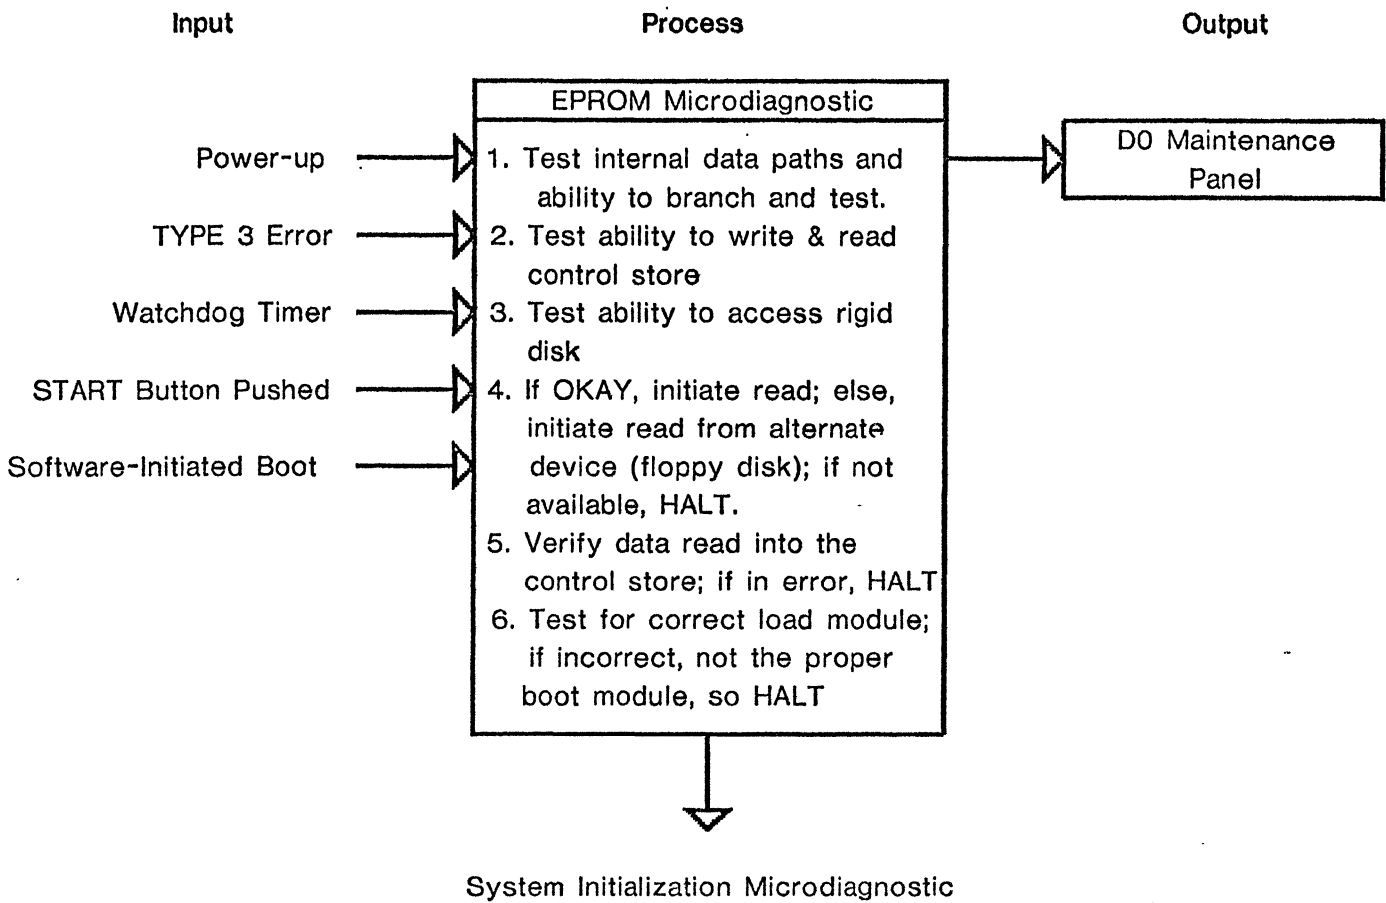 Input
Process
Output
EPROM Microdiagnostic
Power-up
TYPE 3 Error
Watchdog Timer
START Button Pushed
Software-Initiated Boot
1. Test internal data paths and
ability to branch and test.
2. Test ability to write & read
control store
3. Test ability to access rigid
disk
4. If OKAY, initiate read; else,
initiate read from alternate
device (floppy disk); if not
available, HALT.
5. Verify data read into the
control store; if in error, HALT
6. Test for correct load module;
if incorrect, not the proper
boot module, so HALT
D0 Maintenance
Panel
System Initialization Microdiagnostic